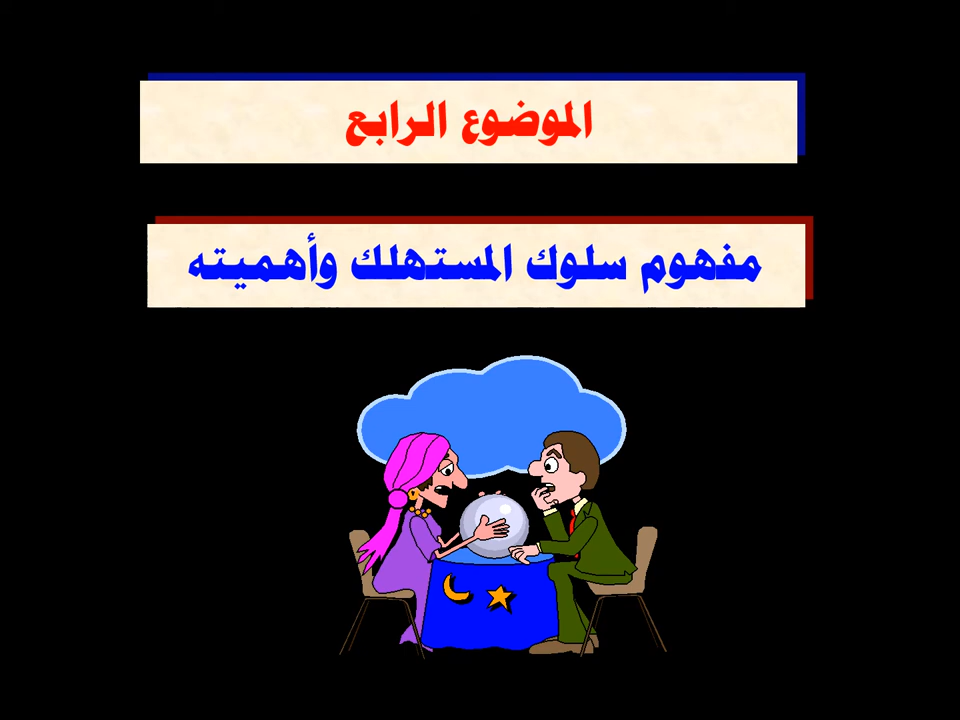 الموضوع الرابع
مفهوم سلوك المستهلك وأهميته